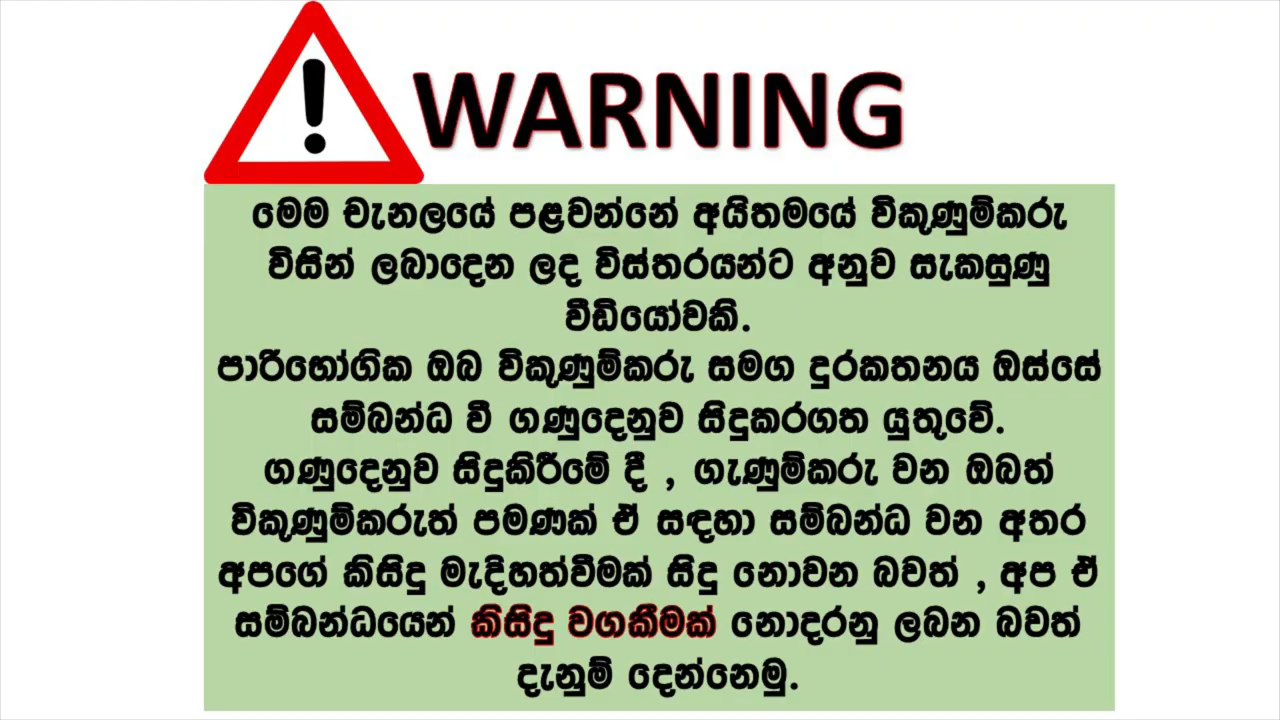 WARNING
මෙම චැනලයේ පළවන්නේ අයිතමයේ විකුණුම්කරු
විසින් ලබාදෙන ලද විස්තරයන්ට අනුව සැකසුණු
වීඩියෝවකි.
පාරිභෝගික ඔබ විකුණුම්කරු සමග දුරකතනය ඔස්සේ
සම්බන්ධ වී ගණුදෙනුව සිදුකරගත යුතුවේ.
ගණුදෙනුව සිදුකිරීමේ දී , ගැණුම්කරු වන ඔබත්
විකුණුම්කරුත් පමණක් ඒ සඳහා සම්බන්ධ වන අතර
අපගේ කිසිදු මැදිහත්වීමක් සිදු නොවන බවත් , අප ඒ
සම්බන්ධයෙන් කිසිදු වගකීමක් නොදරනු ලබන බවත්
දැනුම් දෙන්නෙමු.